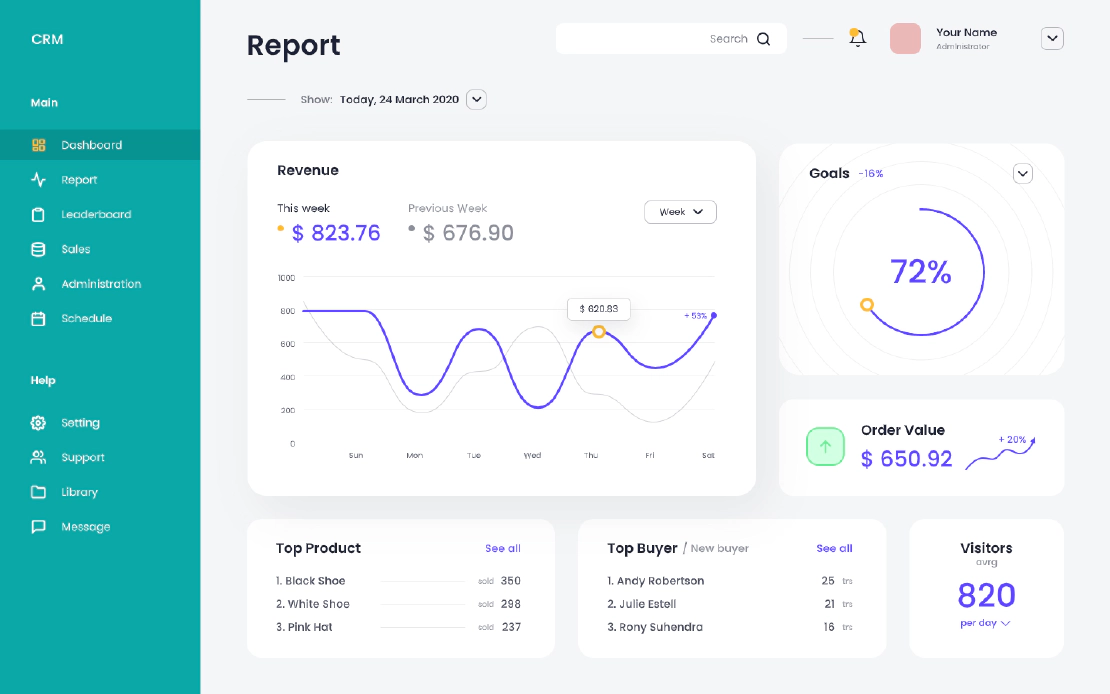 CRM
Main
Dashboard
Report
Leaderboard
Sales
Administration
Schedule
Help
Setting
Support
Library
Message
Report
Search
Your Name
Administrator
Show: Today, 24 March 2020
Revenue
This week
$ 823.76
Previous Week
$ 676.90
Week
1000
800
600
400
200
0
$ 620.83
+ 53%
Sun Mon Tue Wed Thu Fri Sat
Goals -16%
72%
Order Value
$ 650.92
+ 20%
Top Product See all
1. Black Shoe sold 350
2. White Shoe sold 298
3. Pink Hat sold 237
Top Buyer / New buyer See all
1. Andy Robertson 25 trs
2. Julie Estell 21 trs
3. Rony Suhendra 16 trs
Visitors
avrg
820
per day